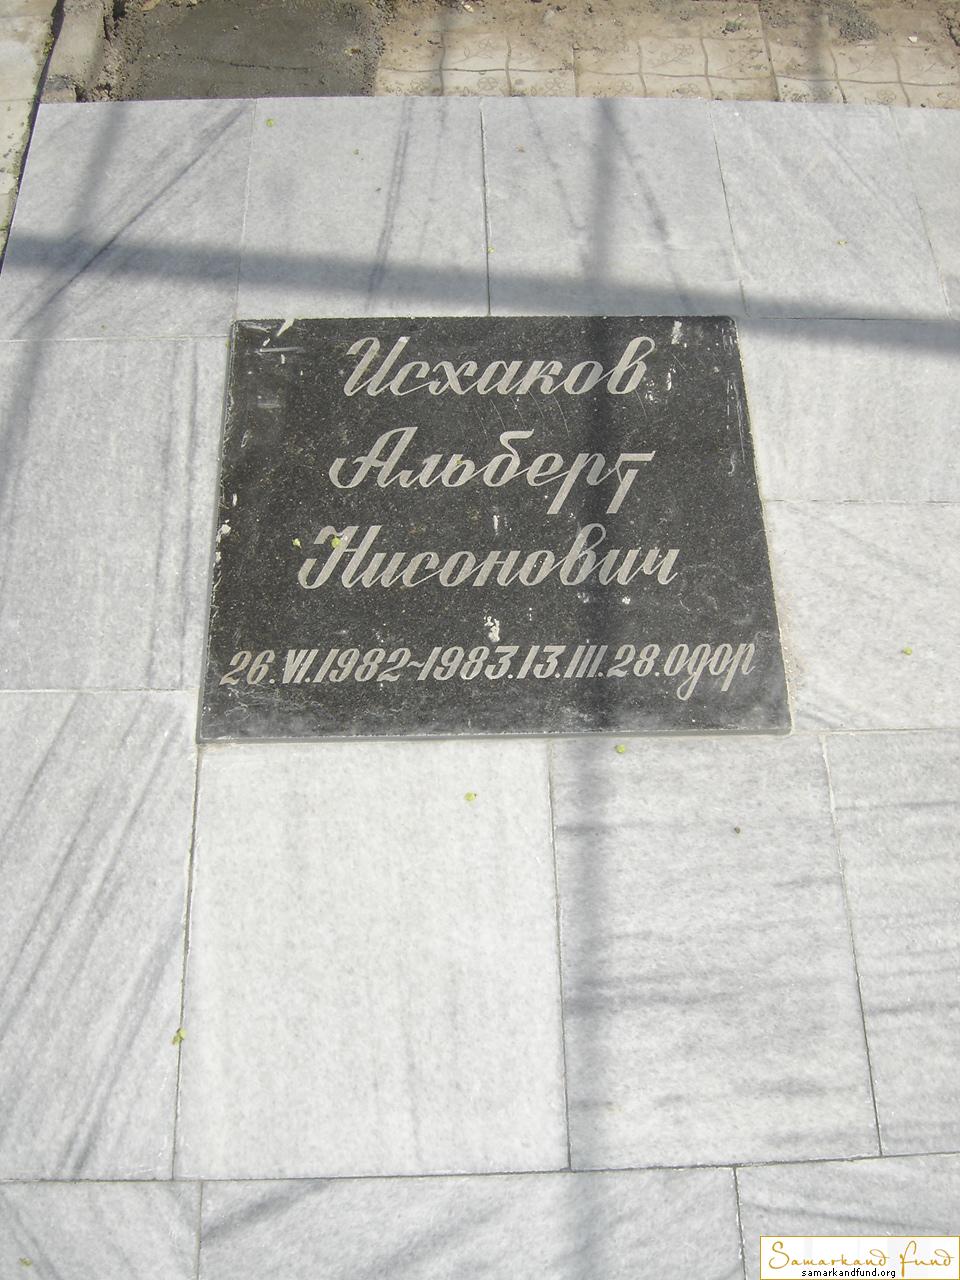 Исхаков
Альберт
Нисонович
26.VI.1982~1983.13.III.28.одор
Samarkand Fund
samarkandfund.org